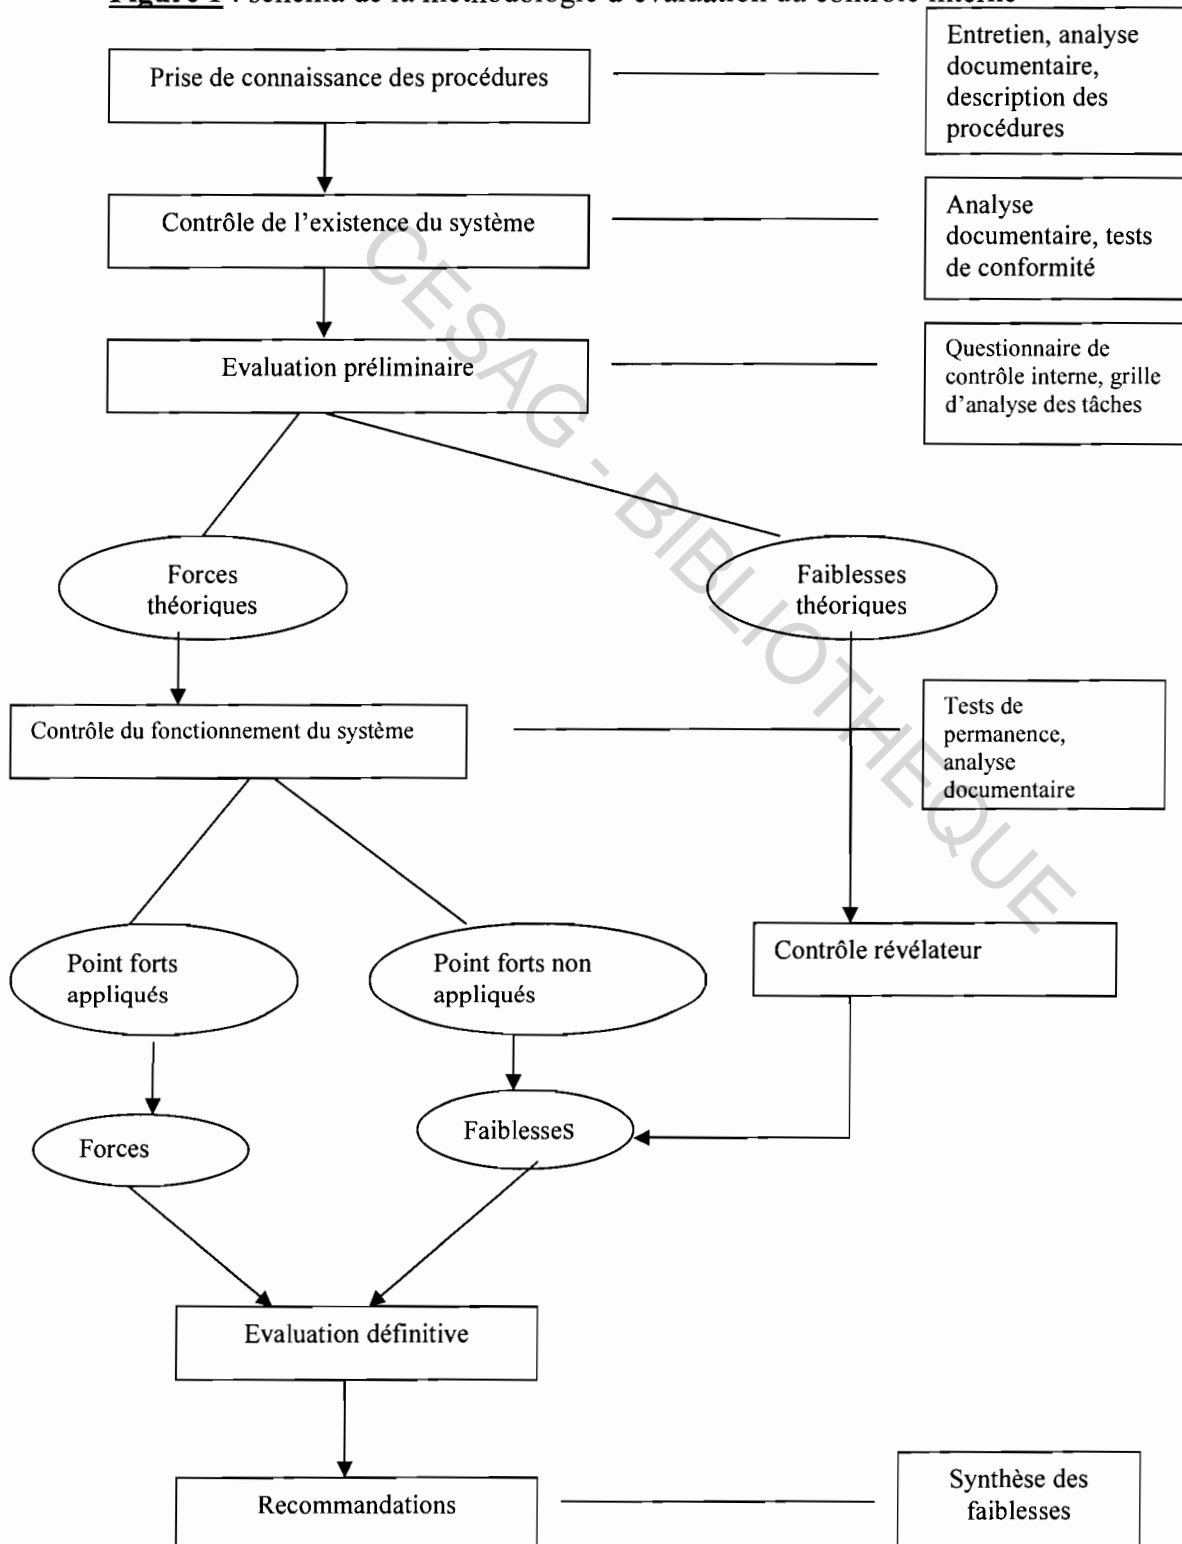 Figure 1 : schéma de la méthodologie d'évaluation du contrôle interne
Prise de connaissance des procédures
Entretien, analyse
documentaire,
description des
procédures
Contrôle de l'existence du système
Analyse
documentaire, tests
de conformité
Evaluation préliminaire
Questionnaire de
contrôle interne, grille
d'analyse des tâches
Forces
théoriques
Faiblesses
théoriques
Contrôle du fonctionnement du système
Tests de
permanence,
analyse
documentaire
Point forts
appliqués
Point forts non
appliqués
Contrôle révélateur
Forces
Faiblesses
Evaluation définitive
Recommandations
Synthèse des
faiblesses
CESAG - BIBLIOTHEQUE